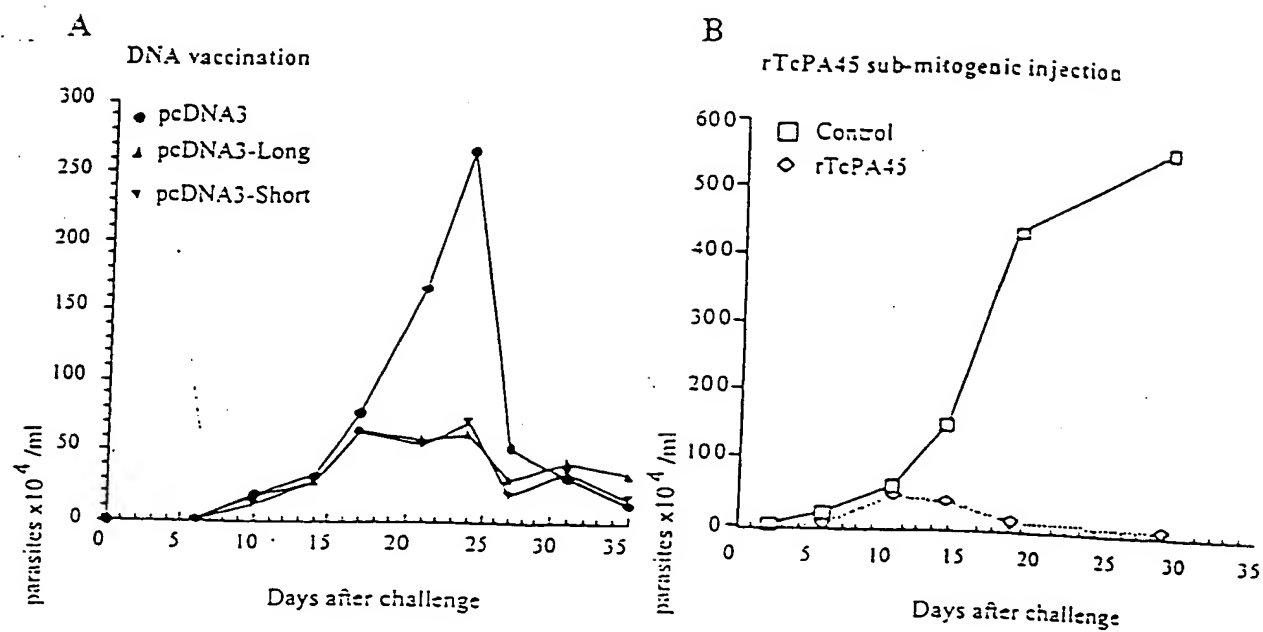 A
DNA vaccination
300
250
200
150
100
50
0
pcDNA3
pcDNA3-Long
pcDNA3-Short
parasites x10⁴ /ml
0 5 10 15 20 25 30 35
Days after challenge
B
rTcPA45 sub-mitogenic injection
600
500
400
300
200
100
0
Control
rTcPA45
parasites x10⁴ /ml
0 5 10 15 20 25 30 35
Days after challenge